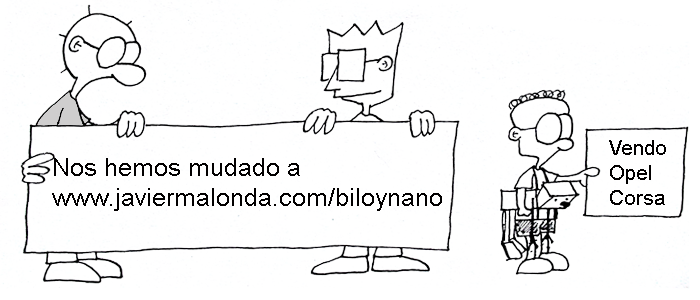 Nos hemos mudado a
www.javiermalonda.com/biloynano
Vendo
Opel
Corsa